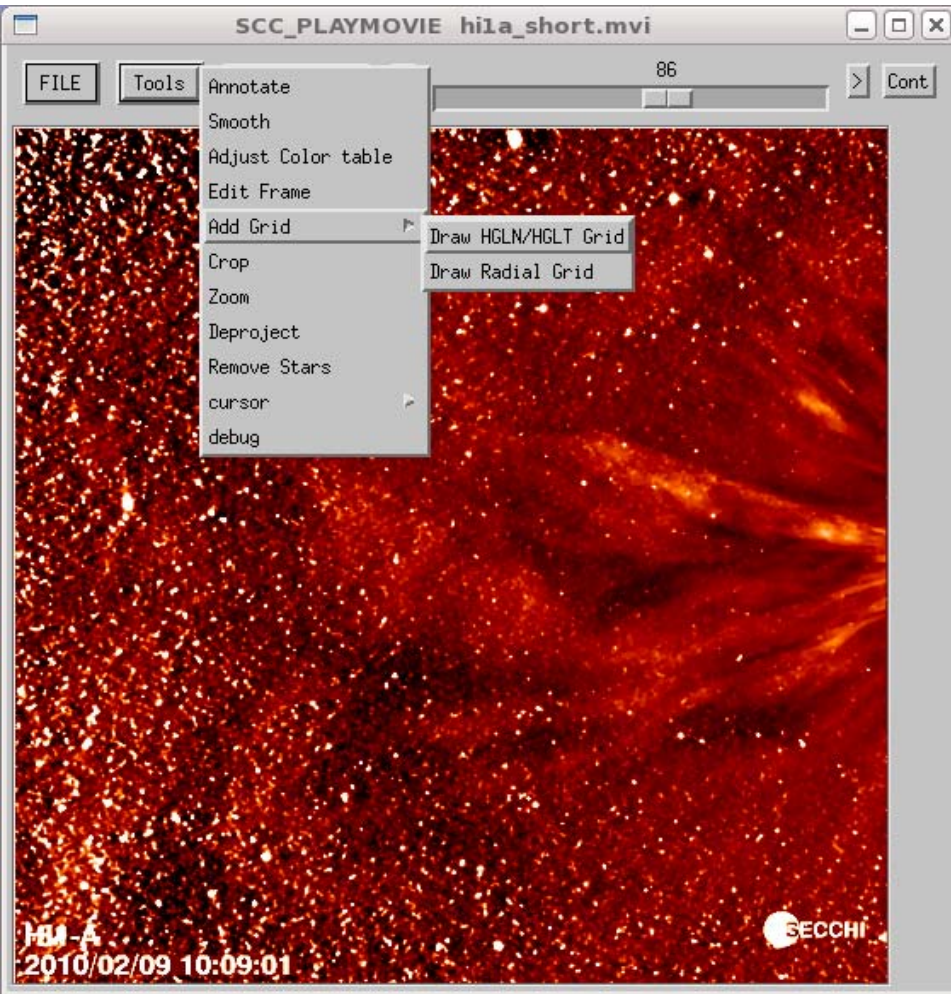 SCC_PLAYMOVIE hi1a_short.mvi
FILE
Tools
86
>
Cont
Annotate
Smooth
Adjust Color table
Edit Frame
Add Grid
Draw HGLN/HGLT Grid
Draw Radial Grid
Crop
Zoom
Deproject
Remove Stars
cursor
debug
HI1-A
SECCHI
2010/02/09 10:09:01